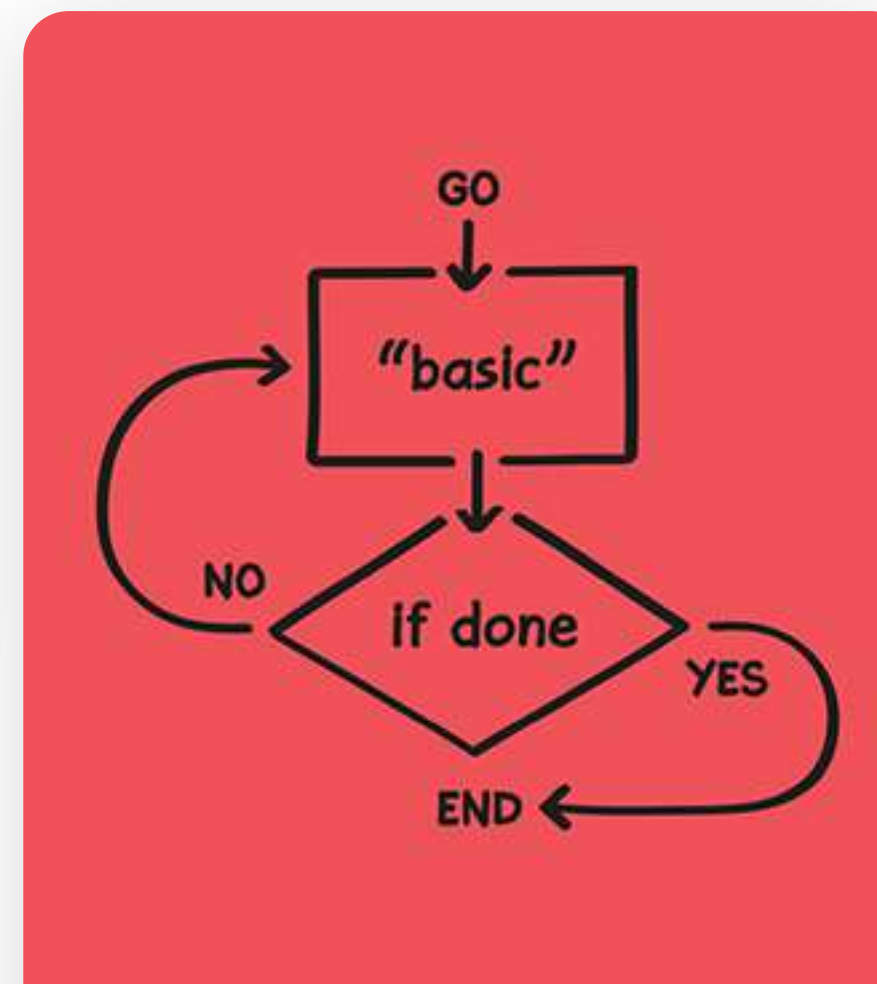 GO
“basic”
NO
if done
YES
END